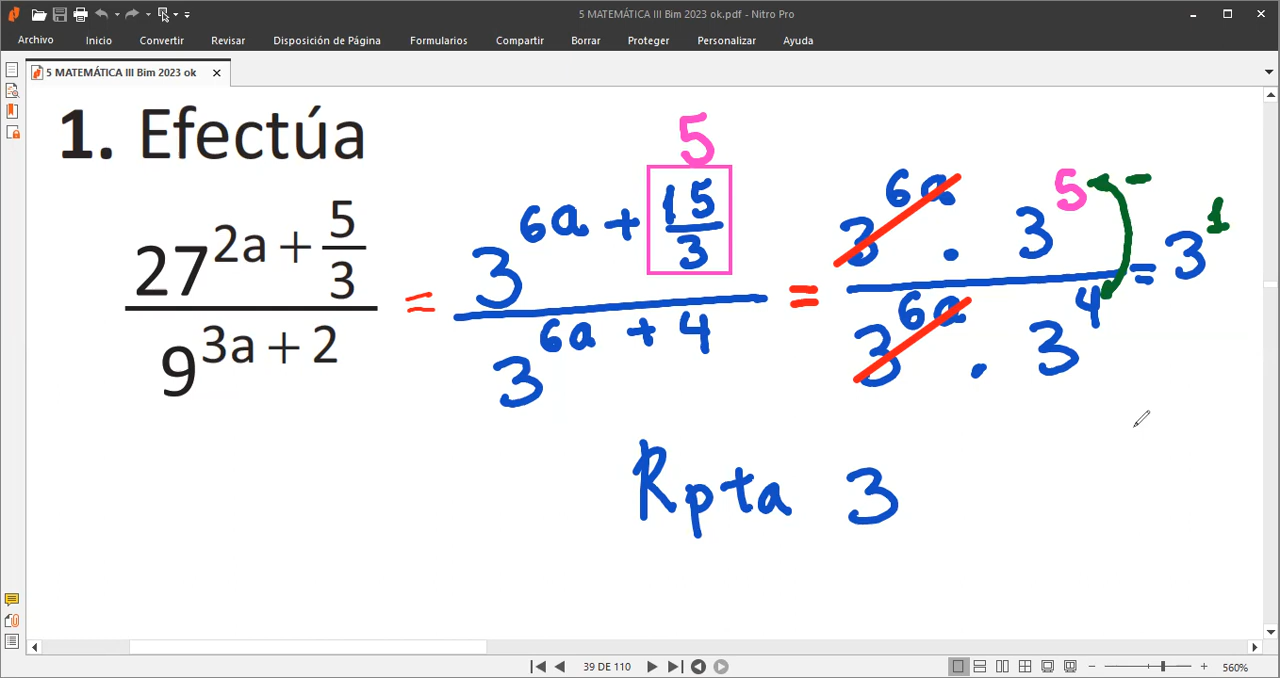 5 MATEMÁTICA III Bim 2023 ok.pdf - Nitro Pro
Archivo Inicio Convertir Revisar Disposición de Página Formularios Compartir Borrar Proteger Personalizar Ayuda
5 MATEMÁTICA III Bim 2023 ok
1. Efectúa
27^(2a + 5/3) / 9^(3a + 2) = 3^(6a + 15/3) / 3^(6a + 4) = 3^(6a) . 3^5 / 3^(6a) . 3^4 = 3^1
5
-
Rpta 3
39 DE 110
560%